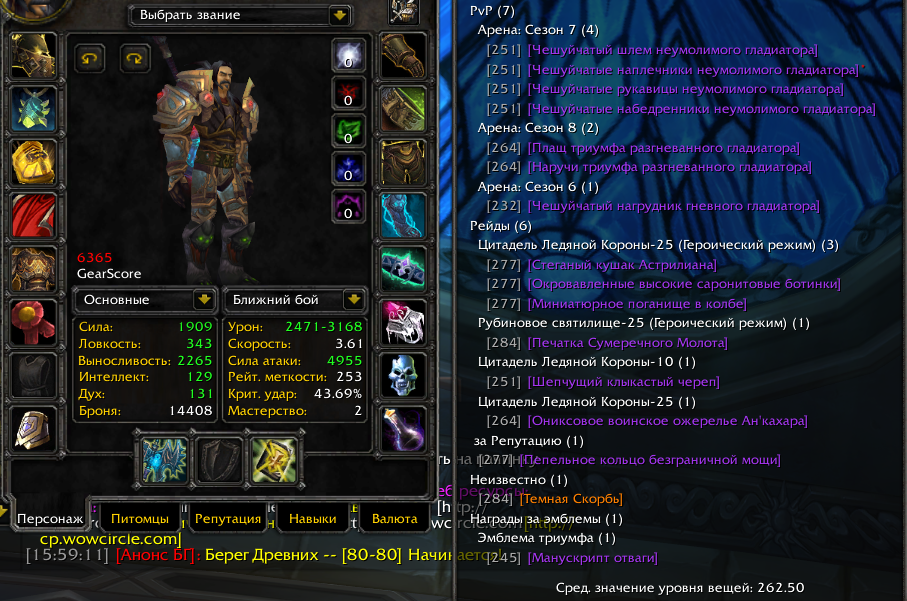 Выбрать звание
0
0
0
0
0
6365
GearScore
Основные
Ближний бой
Сила: 1909
Ловкость: 343
Выносливость: 2265
Интеллект: 129
Дух: 131
Броня: 14408
Урон: 2471-3168
Скорость: 3.61
Сила атаки: 4955
Рейт. меткости: 253
Крит. удар: 43.69%
Мастерство: 2
Персонаж
Питомцы
Репутация
Навыки
Валюта
cp.wowcircle.com]
[15:59:11] [Анонс БГ]: Берег Древних -- [80-80] Начинается!
PvP (7)
Арена: Сезон 7 (4)
[251] [Чешуйчатый шлем неумолимого гладиатора]
[251] [Чешуйчатые наплечники неумолимого гладиатора]*
[251] [Чешуйчатые рукавицы неумолимого гладиатора]
[251] [Чешуйчатые набедренники неумолимого гладиатора]
Арена: Сезон 8 (2)
[264] [Плащ триумфа разгневанного гладиатора]
[264] [Наручи триумфа разгневанного гладиатора]
Арена: Сезон 6 (1)
[232] [Чешуйчатый нагрудник гневного гладиатора]
Рейды (6)
Цитадель Ледяной Короны-25 (Героический режим) (3)
[277] [Стеганый кушак Астрилиана]
[277] [Окровавленные высокие саронитовые ботинки]
[277] [Миниатюрное поганище в колбе]
Рубиновое святилище-25 (Героический режим) (1)
[284] [Печатка Сумеречного Молота]
Цитадель Ледяной Короны-10 (1)
[251] [Шепчущий клыкастый череп]
Цитадель Ледяной Короны-25 (1)
[264] [Ониксовое воинское ожерелье Ан'кахара]
за Репутацию (1)
[277] [Пепельное кольцо безграничной мощи]
Неизвестно (1)
[284] [Темная Скорбь]
Награды за эмблемы (1)
Эмблема триумфа (1)
[245] [Манускрипт отваги]
Сред. значение уровня вещей: 262.50